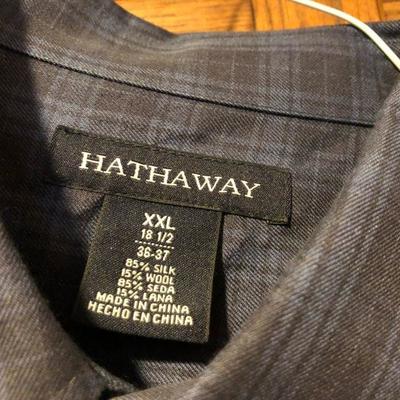 HATHAWAY
XXL
18 1/2
36-37
85% SILK
15% WOOL
85% SEDA
15% LANA
MADE IN CHINA
HECHO EN CHINA